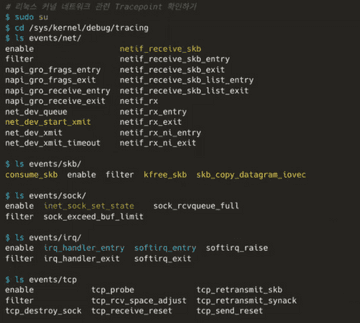 # 리눅스 커널 네트워크 관련 Tracepoint 확인하기
$ sudo su
$ cd /sys/kernel/debug/tracing
$ ls events/net/
enable netif_receive_skb
filter netif_receive_skb_entry
napi_gro_frags_entry netif_receive_skb_exit
napi_gro_frags_exit netif_receive_skb_list_entry
napi_gro_receive_entry netif_receive_skb_list_exit
napi_gro_receive_exit netif_rx
net_dev_queue netif_rx_entry
net_dev_start_xmit netif_rx_exit
net_dev_xmit netif_rx_ni_entry
net_dev_xmit_timeout netif_rx_ni_exit
$ ls events/skb/
consume_skb enable filter kfree_skb skb_copy_datagram_iovec
$ ls events/sock/
enable inet_sock_set_state sock_rcvqueue_full
filter sock_exceed_buf_limit
$ ls events/irq/
enable irq_handler_entry softirq_entry softirq_raise
filter irq_handler_exit softirq_exit
$ ls events/tcp
enable tcp_probe tcp_retransmit_skb
filter tcp_rcv_space_adjust tcp_retransmit_synack
tcp_destroy_sock tcp_receive_reset tcp_send_reset